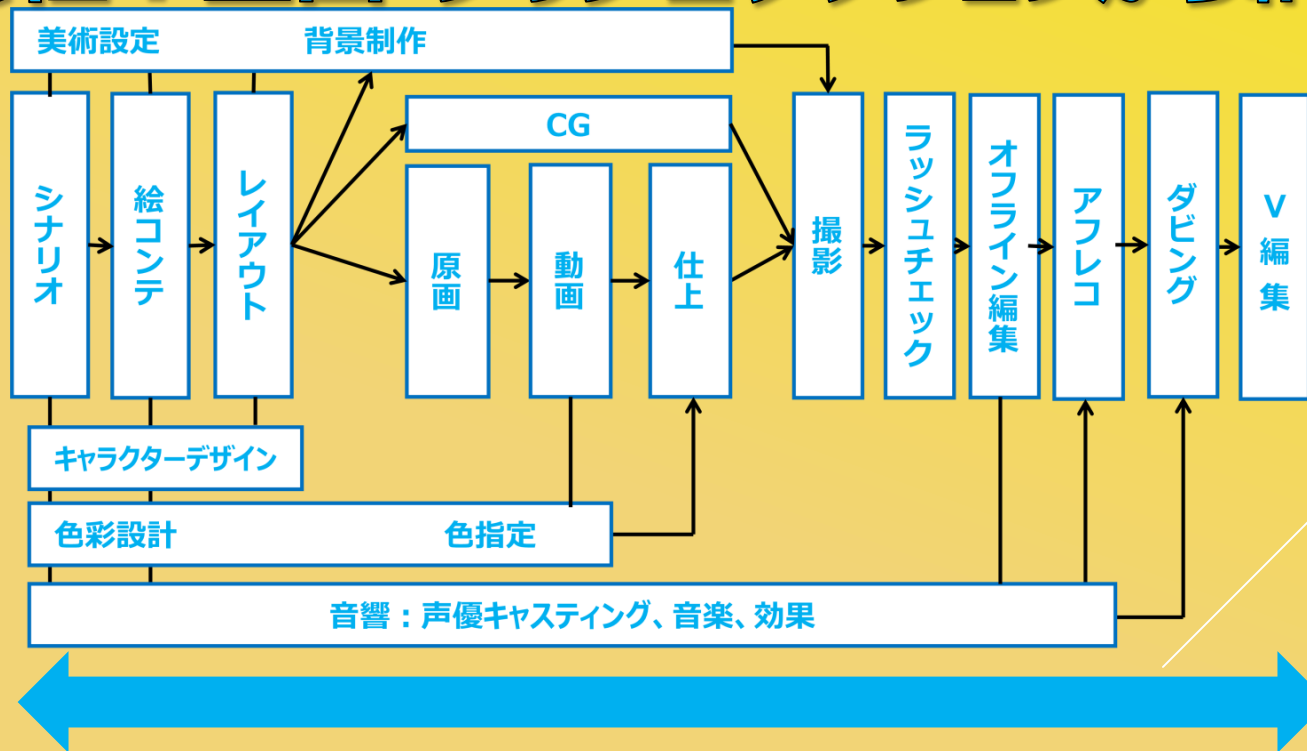 美術設定 背景制作
CG
シナリオ
絵コンテ
レイアウト
原画
動画
仕上
撮影
ラッシュチェック
オフライン編集
アフレコ
ダビング
V編集
キャラクターデザイン
色彩設計 色指定
音響：声優キャスティング、音楽、効果